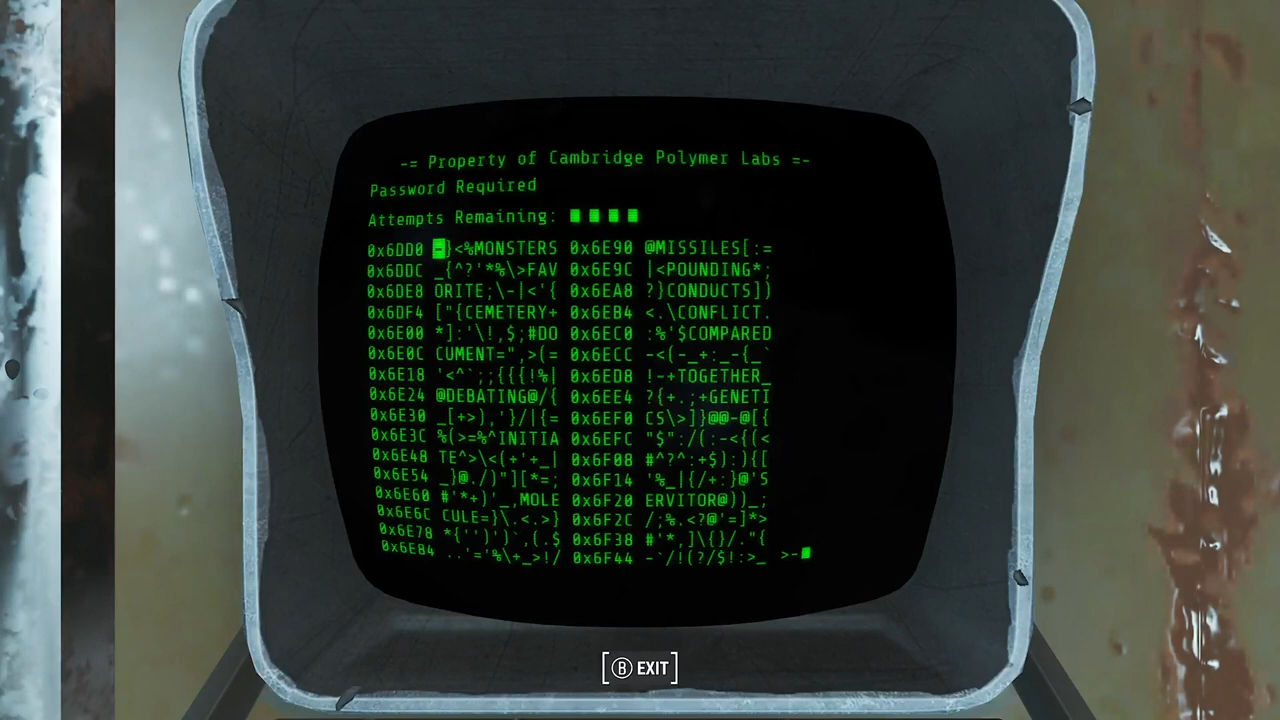 -= Property of Cambridge Polymer Labs =-
Password Required
Attempts Remaining: ■ ■ ■ ■
0x6DD0 -}<%MONSTERS 0x6E90 @MISSILES[:=
0x6DDC _{^?'*%\>FAV 0x6E9C |<POUNDING*;
0x6DE8 ORITE;\-|<'{ 0x6EA8 ?}CONDUCTS])
0x6DF4 ["{CEMETERY+ 0x6EB4 <.\CONFLICT.
0x6E00 *]:'\!,$;#DO 0x6EC0 :%'$COMPARED
0x6E0C CUMENT=",>(= 0x6ECC -<(-_+:_-{_`
0x6E18 '<^`;;{{{!%| 0x6ED8 !-+TOGETHER_
0x6E24 @DEBATING@/{ 0x6EE4 ?{+.;+GENETI
0x6E30 _[+>),'}/|{= 0x6EF0 CS\>]}@@-@[{
0x6E3C %(>=%^INITIA 0x6EFC "$":/(:-<{(<
0x6E48 TE^>\<(+'+_| 0x6F08 #^?^:+$):){[
0x6E54 _}@./)"][*=; 0x6F14 '%_|{/+:}@'S
0x6E60 #'*+)'_,MOLE 0x6F20 ERVITOR@))_;
0x6E6C CULE=}\.<.>} 0x6F2C /;%.<?@'=]*>
0x6E78 *{'')')`,(.$ 0x6F38 #'*,]\{}/."{
0x6E84 ..'='%\+_>!/ 0x6F44 -`/!(?/$!:>_ >-■
[Ⓑ EXIT]